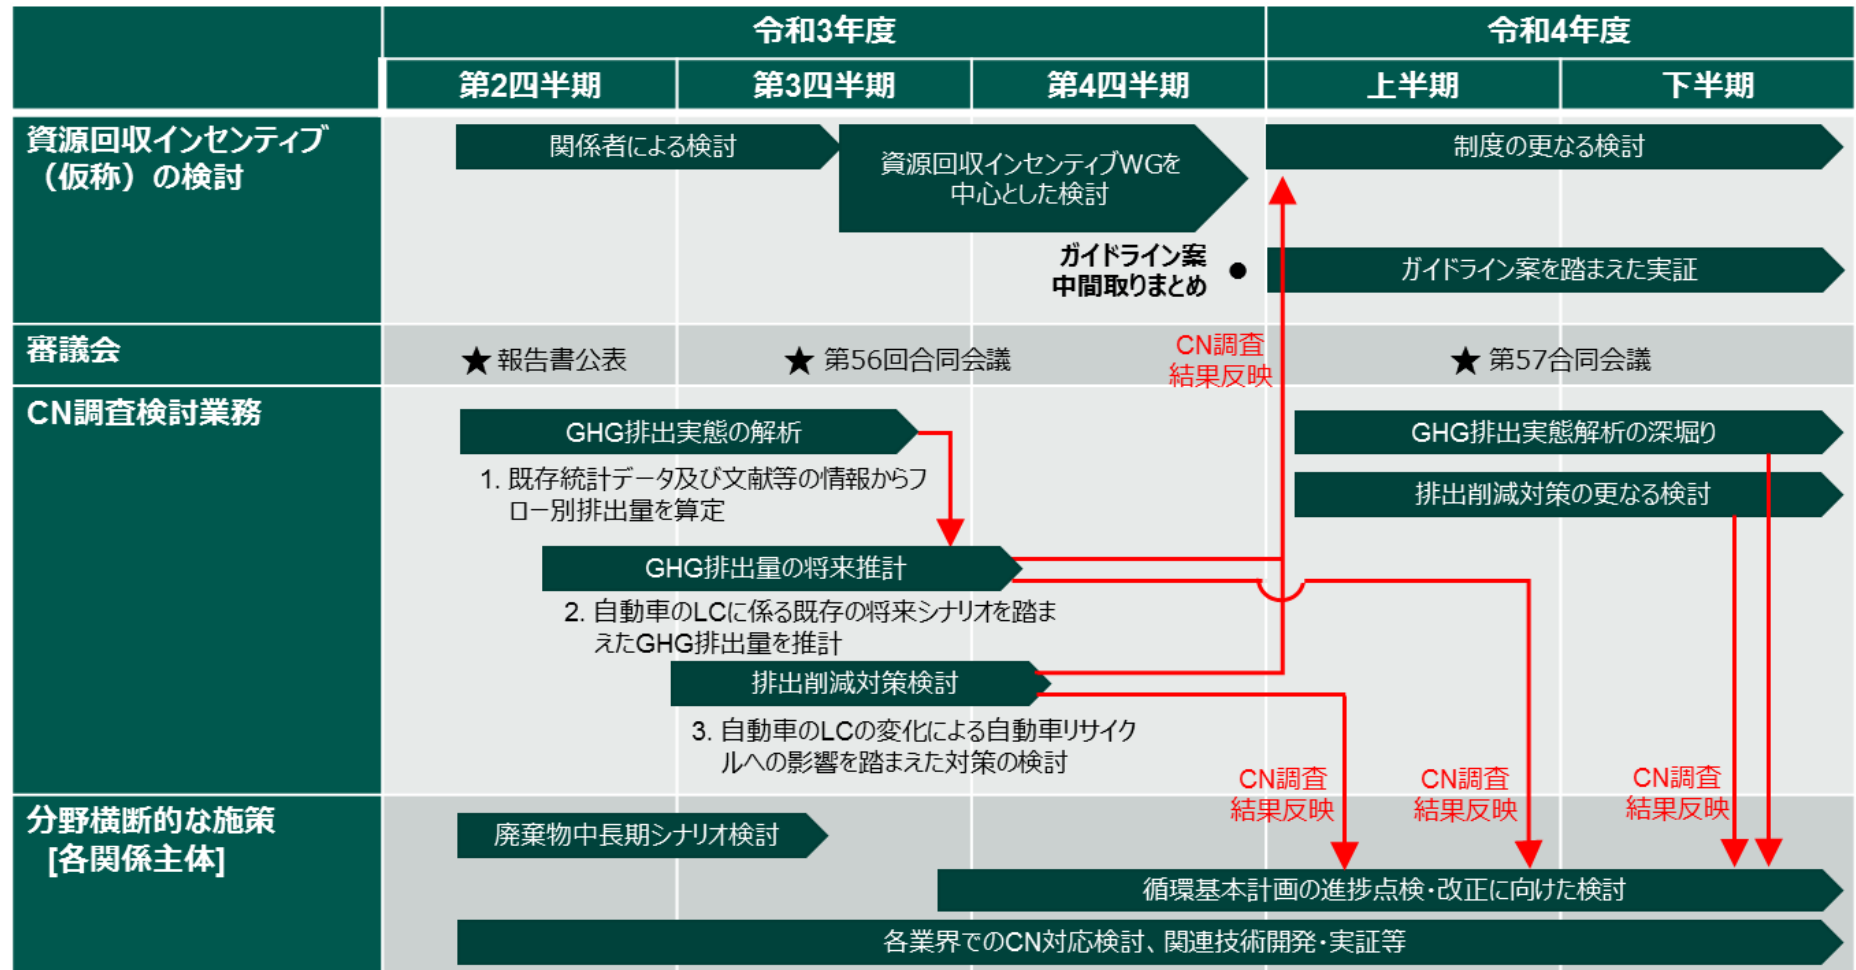 令和3年度
令和4年度
第2四半期
第3四半期
第4四半期
上半期
下半期
資源回収インセンティブ
（仮称）の検討
関係者による検討
資源回収インセンティブWGを
中心とした検討
制度の更なる検討
ガイドライン案
中間取りまとめ
●
ガイドライン案を踏まえた実証
審議会
★ 報告書公表
★ 第56回合同会議
CN調査
結果反映
★ 第57合同会議
CN調査検討業務
GHG排出実態の解析
1. 既存統計データ及び文献等の情報からフ
ロー別排出量を算定
GHG排出実態解析の深堀り
排出削減対策の更なる検討
GHG排出量の将来推計
2. 自動車のLCに係る既存の将来シナリオを踏ま
えたGHG排出量を推計
排出削減対策検討
3. 自動車のLCの変化による自動車リサイク
ルへの影響を踏まえた対策の検討
CN調査
結果反映
CN調査
結果反映
CN調査
結果反映
分野横断的な施策
[各関係主体]
廃棄物中長期シナリオ検討
循環基本計画の進捗点検・改正に向けた検討
各業界でのCN対応検討、関連技術開発・実証等